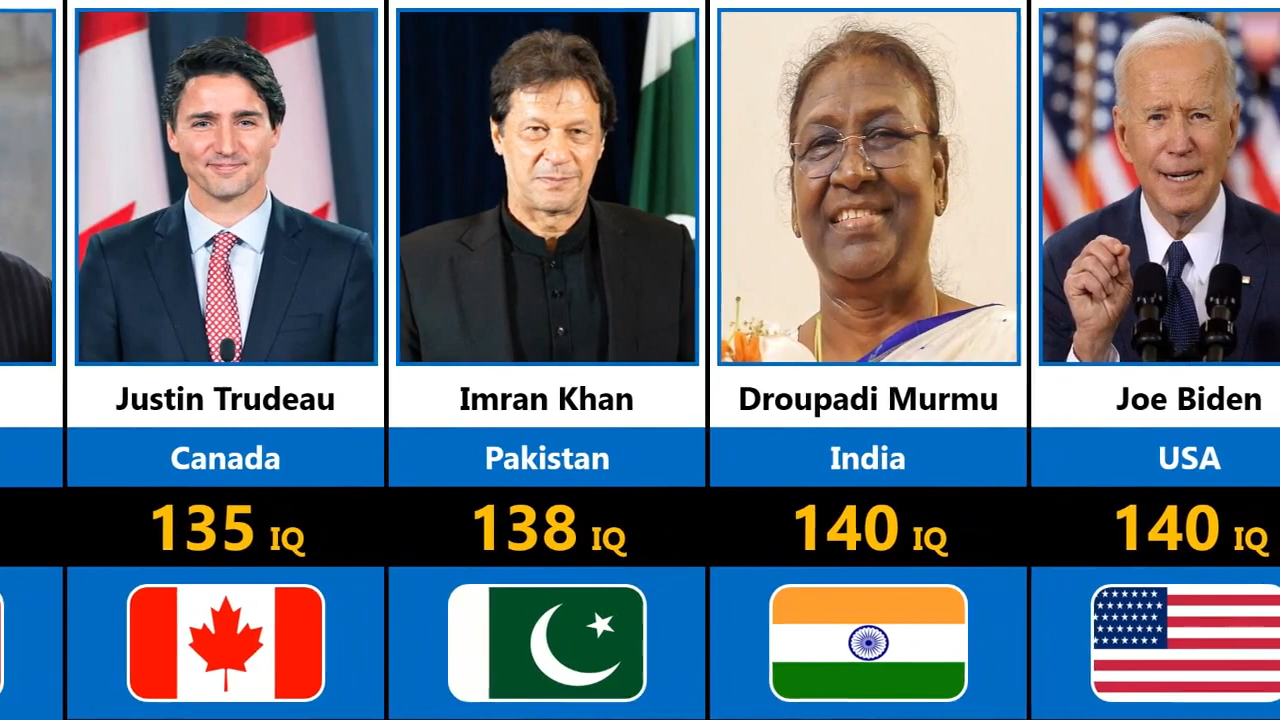 Justin Trudeau
Canada
135 IQ
Imran Khan
Pakistan
138 IQ
Droupadi Murmu
India
140 IQ
Joe Biden
USA
140 IQ